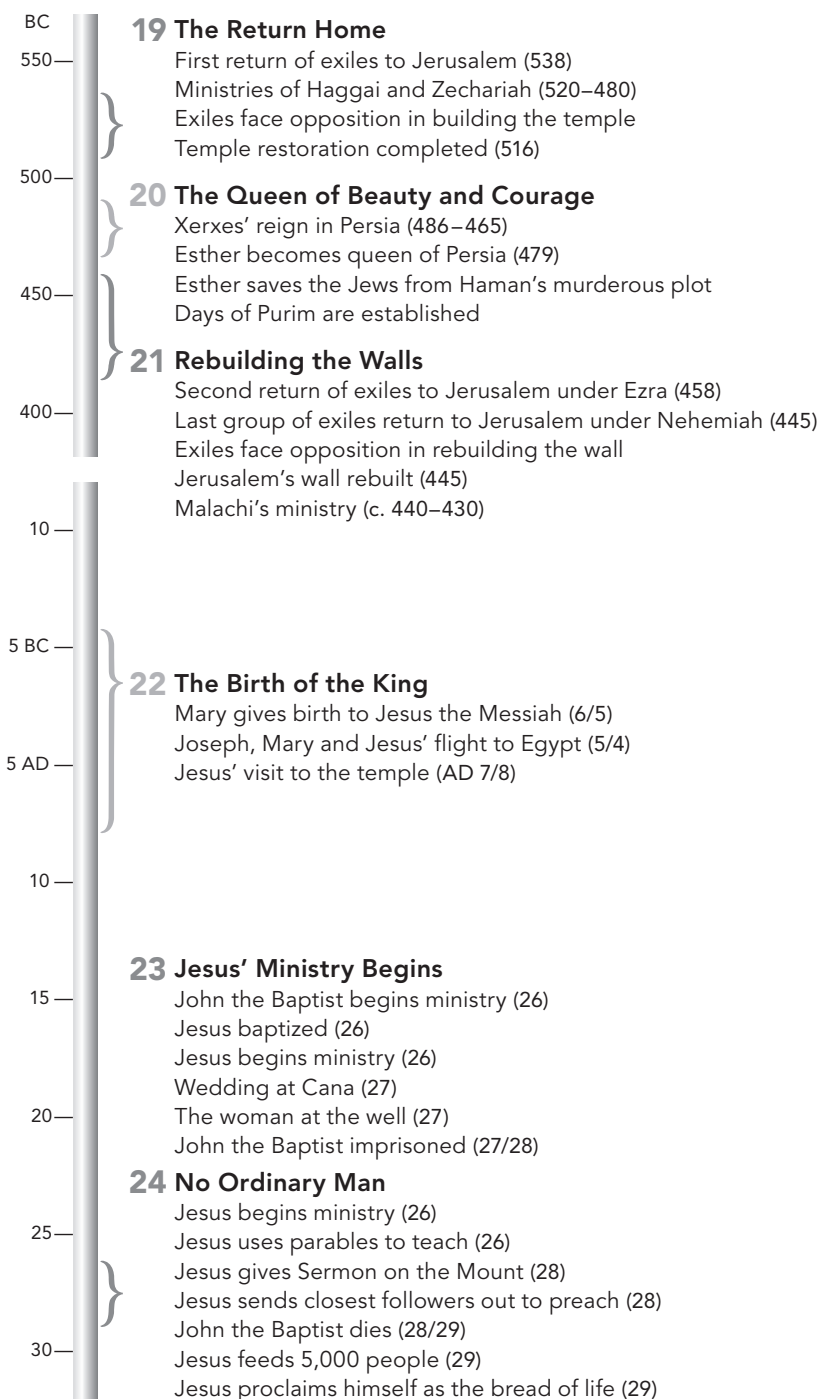 BC
19 The Return Home
550
First return of exiles to Jerusalem (538)
Ministries of Haggai and Zechariah (520–480)
Exiles face opposition in building the temple
Temple restoration completed (516)
500
20 The Queen of Beauty and Courage
Xerxes’ reign in Persia (486–465)
Esther becomes queen of Persia (479)
450
Esther saves the Jews from Haman’s murderous plot
Days of Purim are established
21 Rebuilding the Walls
Second return of exiles to Jerusalem under Ezra (458)
400
Last group of exiles return to Jerusalem under Nehemiah (445)
Exiles face opposition in rebuilding the wall
Jerusalem’s wall rebuilt (445)
Malachi’s ministry (c. 440–430)
10
5 BC
22 The Birth of the King
Mary gives birth to Jesus the Messiah (6/5)
Joseph, Mary and Jesus’ flight to Egypt (5/4)
5 AD
Jesus’ visit to the temple (AD 7/8)
10
23 Jesus’ Ministry Begins
15
John the Baptist begins ministry (26)
Jesus baptized (26)
Jesus begins ministry (26)
Wedding at Cana (27)
20
The woman at the well (27)
John the Baptist imprisoned (27/28)
24 No Ordinary Man
Jesus begins ministry (26)
25
Jesus uses parables to teach (26)
Jesus gives Sermon on the Mount (28)
Jesus sends closest followers out to preach (28)
John the Baptist dies (28/29)
30
Jesus feeds 5,000 people (29)
Jesus proclaims himself as the bread of life (29)